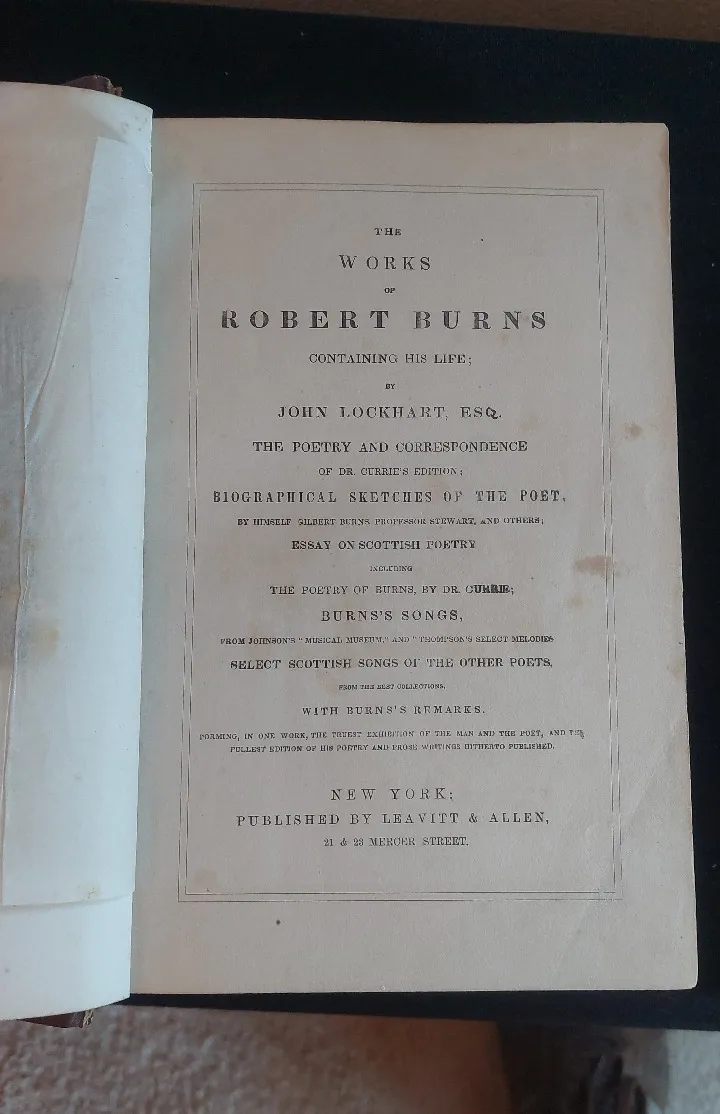 THE
WORKS
OF
ROBERT BURNS
CONTAINING HIS LIFE;
BY
JOHN LOCKHART, ESQ.
THE POETRY AND CORRESPONDENCE
OF DR. CURRIE'S EDITION;
BIOGRAPHICAL SKETCHES OF THE POET,
BY HIMSELF GILBERT BURNS, PROFESSOR STEWART, AND OTHERS;
ESSAY ON SCOTTISH POETRY
INCLUDING
THE POETRY OF BURNS, BY DR. CURRIE;
BURNS'S SONGS,
FROM JOHNSON'S "MUSICAL MUSEUM," AND "THOMPSON'S SELECT MELODIES
SELECT SCOTTISH SONGS OF THE OTHER POETS,
FROM THE BEST COLLECTIONS,
WITH BURNS'S REMARKS.
FORMING, IN ONE WORK, THE TRUEST EXHIBITION OF THE MAN AND THE POET, AND THE
FULLEST EDITION OF HIS POETRY AND PROSE WRITINGS HITHERTO PUBLISHED.
NEW YORK;
PUBLISHED BY LEAVITT & ALLEN,
21 & 23 MERCER STREET.